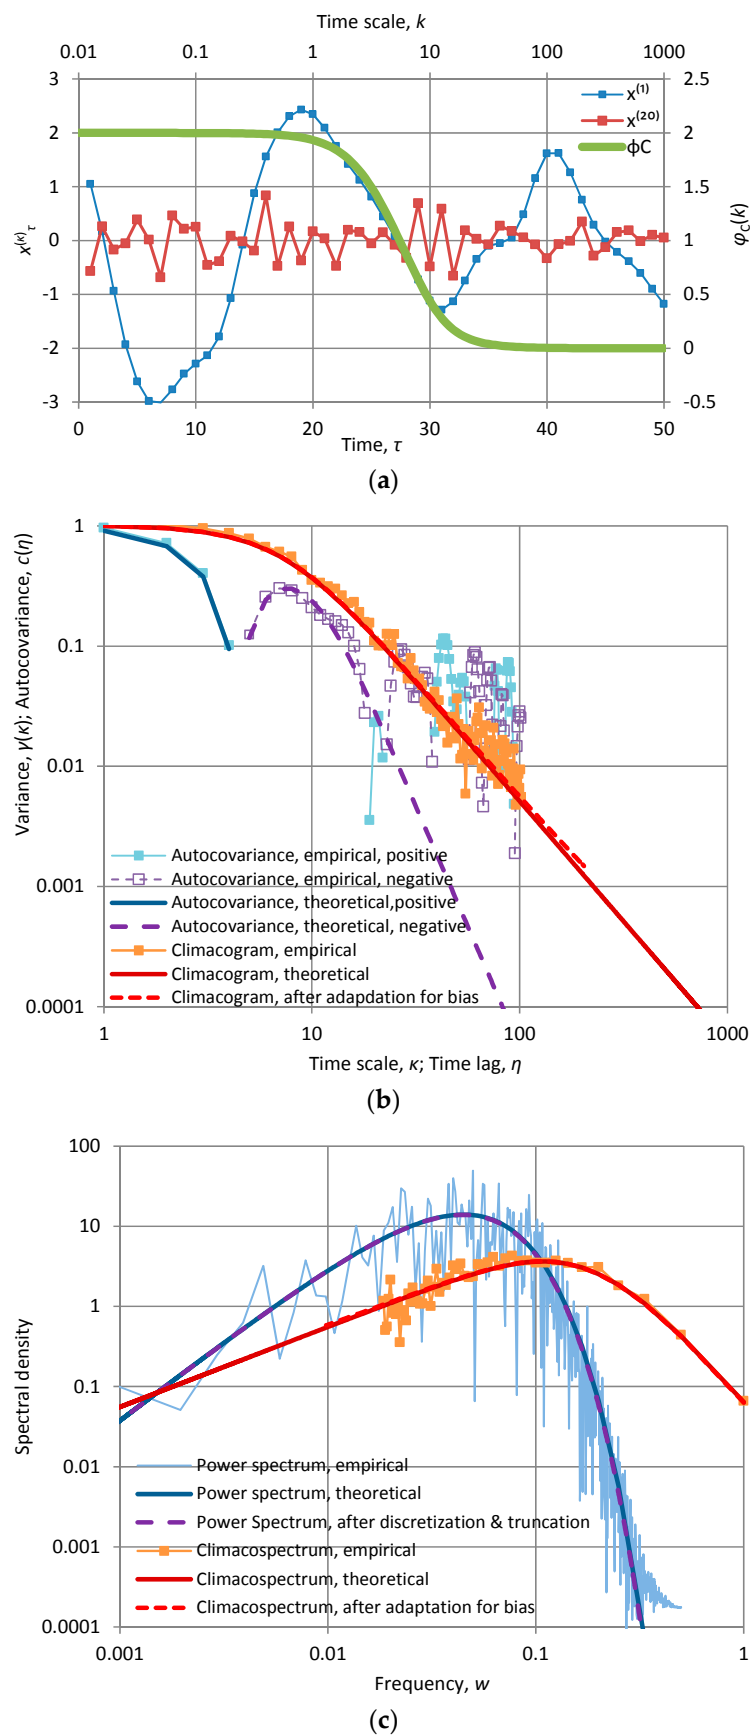 Time scale, k
0.01 0.1 1 10 100 1000
3 2.5
2 2
1 1.5
0 1
-1 0.5
-2 0
-3 -0.5
x(1)
x(20)
ϕC
x(k)τ
φC(k)
0 10 20 30 40 50
Time, τ
(a)
Variance, γ(κ); Autocovariance, c(η)
1
0.1
0.01
0.001
0.0001
Autocovariance, empirical, positive
Autocovariance, empirical, negative
Autocovariance, theoretical,positive
Autocovariance, theoretical, negative
Climacogram, empirical
Climacogram, theoretical
Climacogram, after adapdation for bias
1 10 100 1000
Time scale, κ; Time lag, η
(b)
Spectral density
100
10
1
0.1
0.01
0.001
0.0001
Power spectrum, empirical
Power spectrum, theoretical
Power Spectrum, after discretization & truncation
Climacospectrum, empirical
Climacospectrum, theoretical
Climacospectrum, after adaptation for bias
0.001 0.01 0.1 1
Frequency, w
(c)